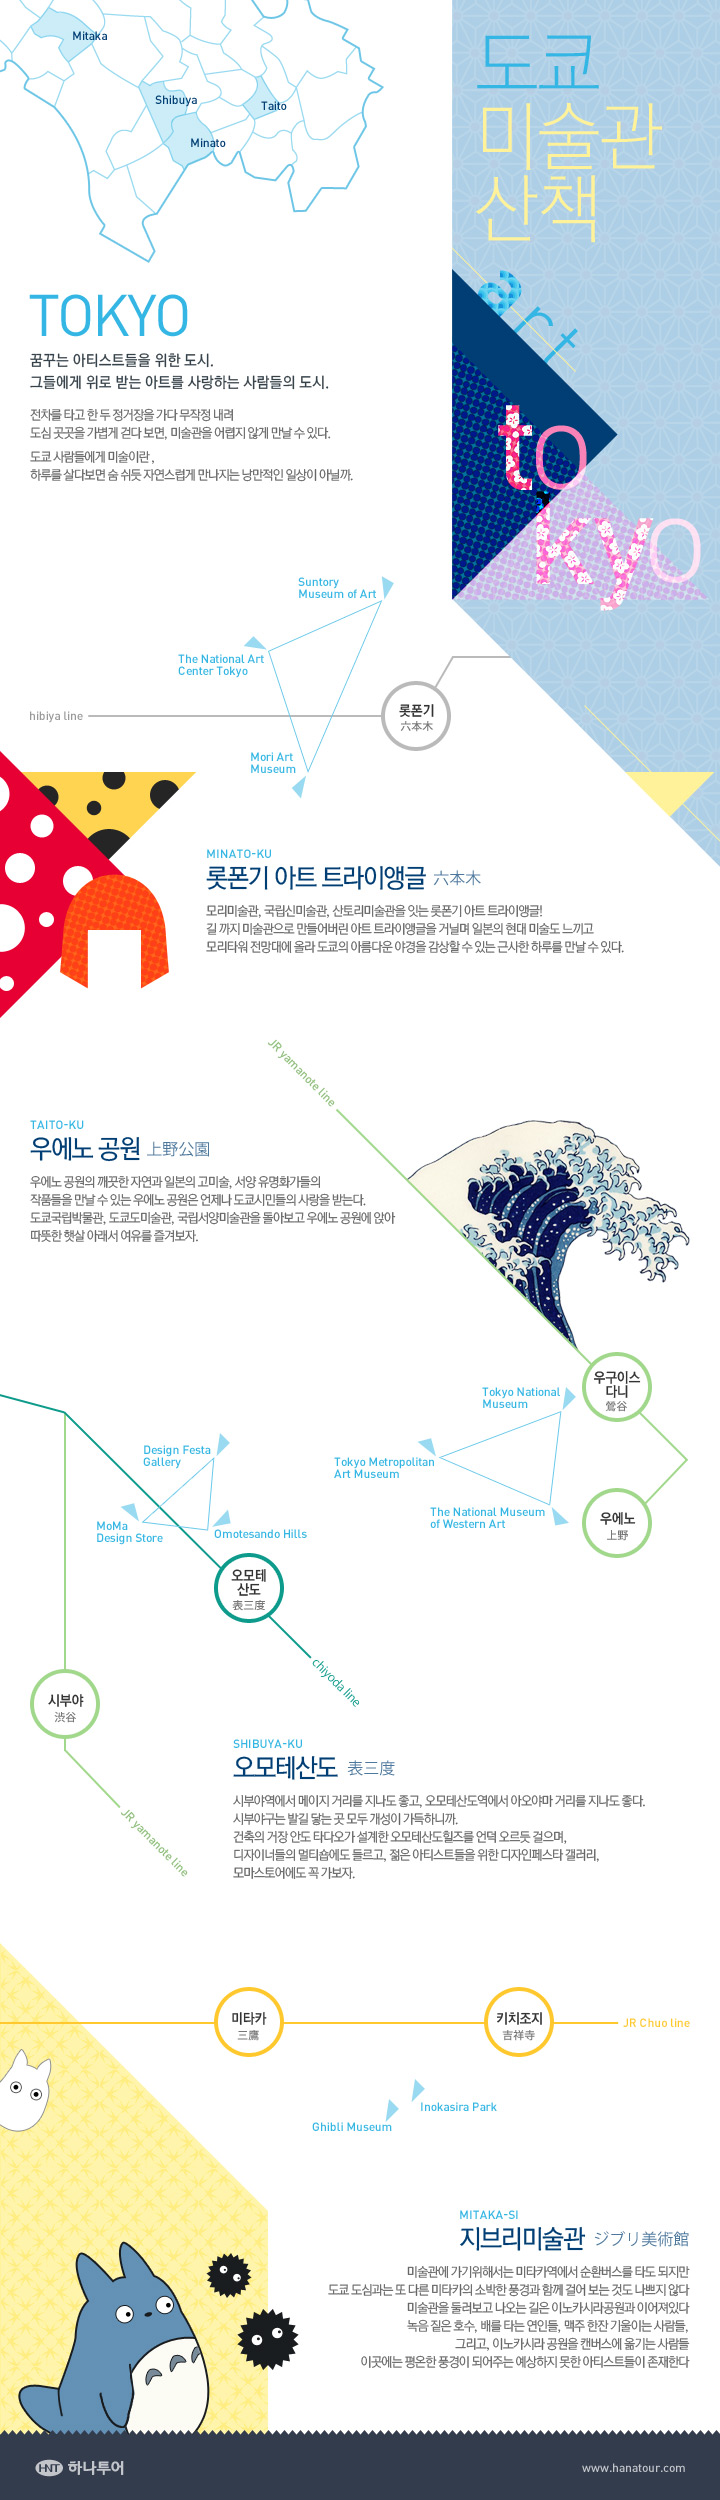 Mitaka
Shibuya
Taito
Minato
도쿄
미술관
산책
art
to
kyo
TOKYO
꿈꾸는 아티스트들을 위한 도시.
그들에게 위로 받는 아트를 사랑하는 사람들의 도시.
전차를 타고 한 두 정거장을 가다 무작정 내려
도심 곳곳을 가볍게 걷다 보면, 미술관을 어렵지 않게 만날 수 있다.
도쿄 사람들에게 미술이란 ,
하루를 살다보면 숨 쉬듯 자연스럽게 만나지는 낭만적인 일상이 아닐까.
Suntory
Museum of Art
The National Art
Center Tokyo
hibiya line
롯폰기
六本木
Mori Art
Museum
MINATO-KU
롯폰기 아트 트라이앵글 六本木
모리미술관, 국립신미술관, 산토리미술관을 잇는 롯폰기 아트 트라이앵글!
길 까지 미술관으로 만들어버린 아트 트라이앵글을 거닐며 일본의 현대 미술도 느끼고
모리타워 전망대에 올라 도쿄의 아름다운 야경을 감상할 수 있는 근사한 하루를 만날 수 있다.
JR yamanote line
TAITO-KU
우에노 공원 上野公園
우에노 공원의 깨끗한 자연과 일본의 고미술, 서양 유명화가들의
작품들을 만날 수 있는 우에노 공원은 언제나 도쿄시민들의 사랑을 받는다.
도쿄국립박물관, 도쿄도미술관, 국립서양미술관을 돌아보고 우에노 공원에 앉아
따뜻한 햇살 아래서 여유를 즐겨보자.
우구이스
다니
鶯谷
Tokyo National
Museum
Tokyo Metropolitan
Art Museum
The National Museum
of Western Art
우에노
上野
Design Festa
Gallery
MoMa
Design Store
Omotesando Hills
오모테
산도
表三度
chiyoda line
시부야
渋谷
JR yamanote line
SHIBUYA-KU
오모테산도 表三度
시부야역에서 메이지 거리를 지나도 좋고, 오모테산도역에서 아오야마 거리를 지나도 좋다.
시부야구는 발길 닿는 곳 모두 개성이 가득하니까.
건축의 거장 안도 타다오가 설계한 오모테산도힐즈를 언덕 오르듯 걸으며,
디자이너들의 멀티숍에도 들르고, 젊은 아티스트들을 위한 디자인페스타 갤러리,
모마스토어에도 꼭 가보자.
미타카
三鷹
키치조지
吉祥寺
JR Chuo line
Inokasira Park
Ghibli Museum
MITAKA-SI
지브리미술관 ジブリ美術館
미술관에 가기위해서는 미타카역에서 순환버스를 타도 되지만
도쿄 도심과는 또 다른 미타카의 소박한 풍경과 함께 걸어 보는 것도 나쁘지 않다
미술관을 둘러보고 나오는 길은 이노카시라공원과 이어져있다
녹음 짙은 호수, 배를 타는 연인들, 맥주 한잔 기울이는 사람들,
그리고, 이노카시라 공원을 캔버스에 옮기는 사람들
이곳에는 평온한 풍경이 되어주는 예상하지 못한 아티스트들이 존재한다
HNT 하나투어
www.hanatour.com